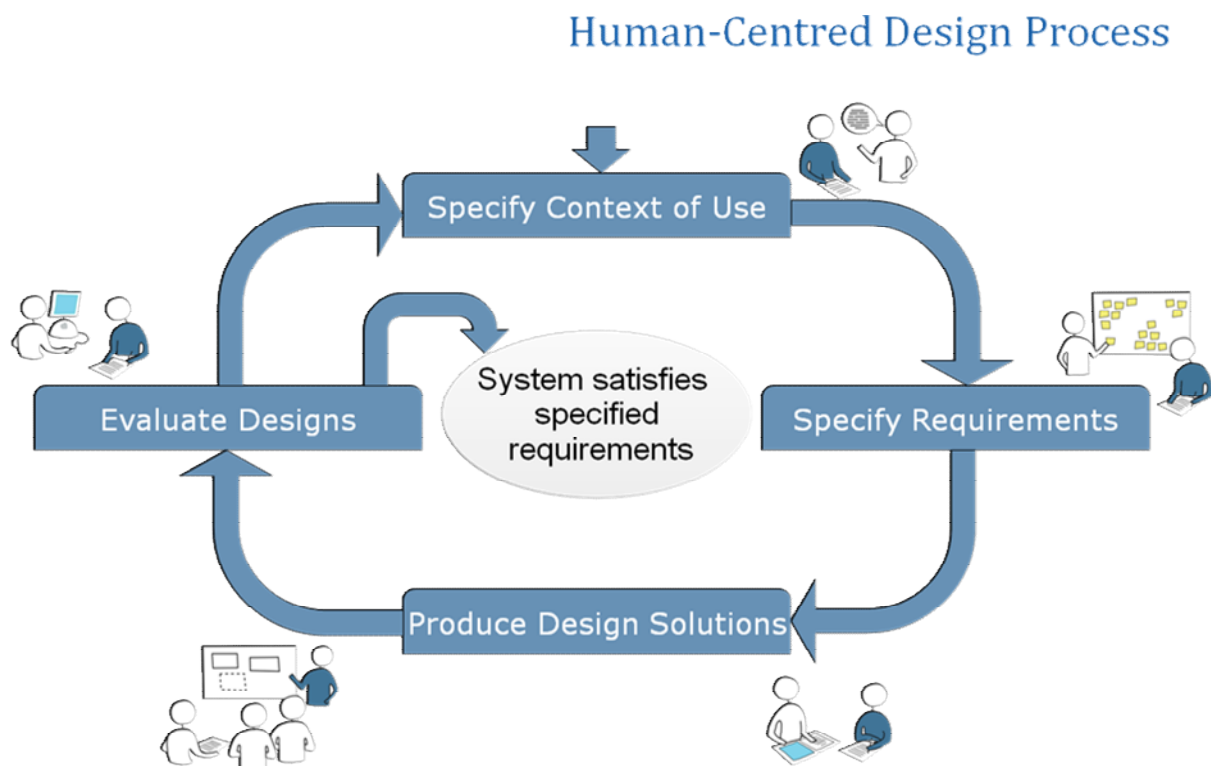 Human-Centred Design Process
Specify Context of Use
Evaluate Designs
System satisfies
specified
requirements
Specify Requirements
Produce Design Solutions